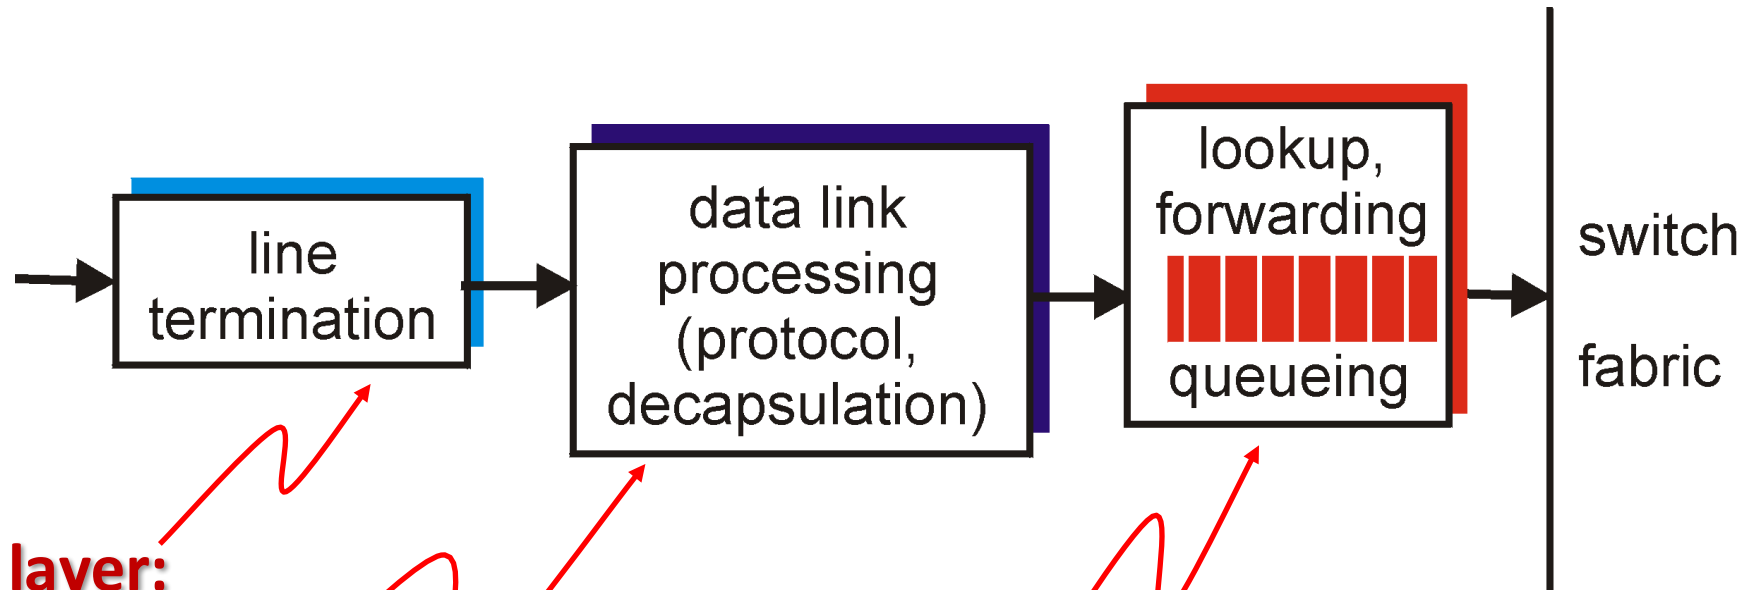 line
termination
data link
processing
(protocol,
decapsulation)
lookup,
forwarding
queueing
switch
fabric
layer: